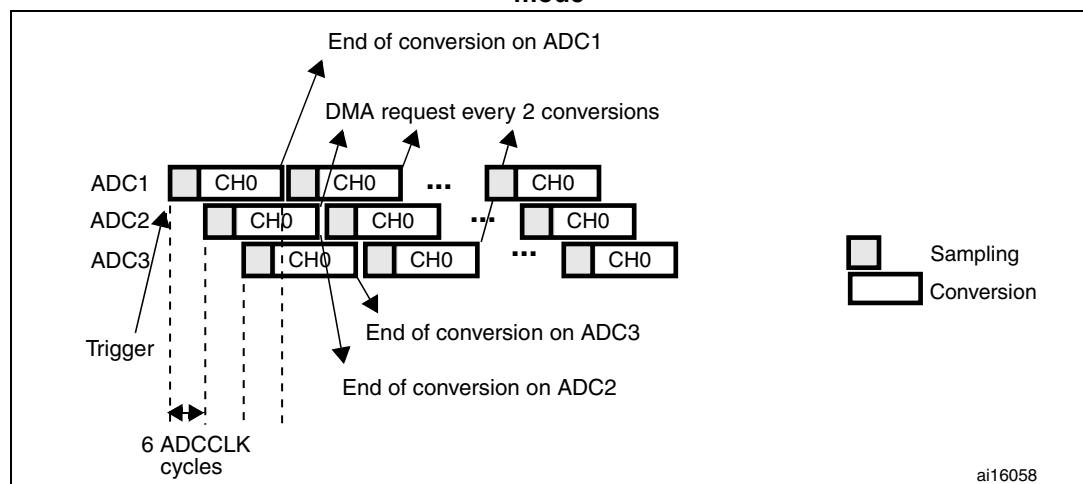 mode
End of conversion on ADC1
DMA request every 2 conversions
ADC1 CH0 CH0 ... CH0
ADC2 CH0 CH0 ... CH0
ADC3 CH0 CH0 ... CH0
Sampling
Conversion
End of conversion on ADC3
Trigger
End of conversion on ADC2
6 ADCCLK
cycles
ai16058